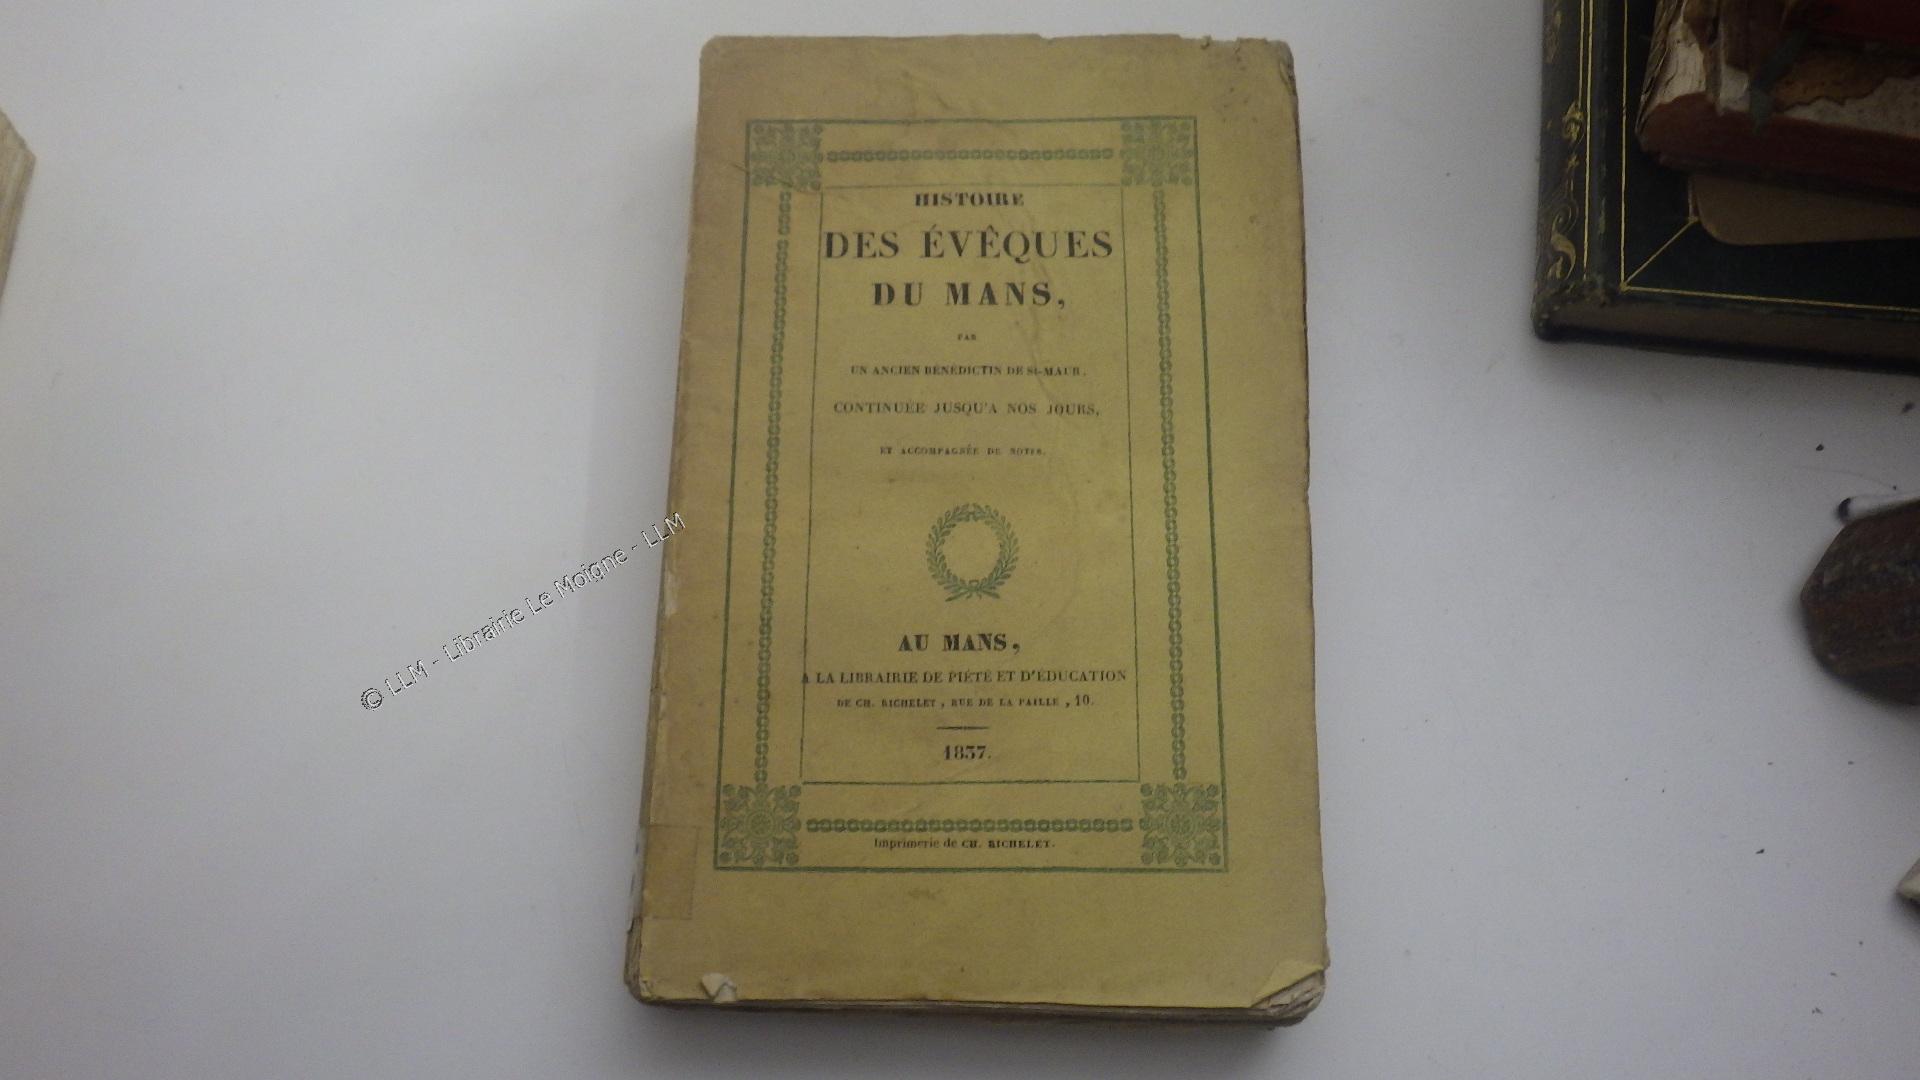 HISTOIRE
DES ÉVÊQUES
DU MANS,
PAR
UN ANCIEN BÉNÉDICTIN DE St-MAUR,
CONTINUÉE JUSQU'A NOS JOURS,
ET ACCOMPAGNÉE DE NOTES.
AU MANS,
A LA LIBRAIRIE DE PIÉTÉ ET D'ÉDUCATION
DE CH. RICHELET, RUE DE LA PAILLE, 10.
1837.
Imprimerie de CH. RICHELET.
© LLM - Librairie Le Moigne - LLM